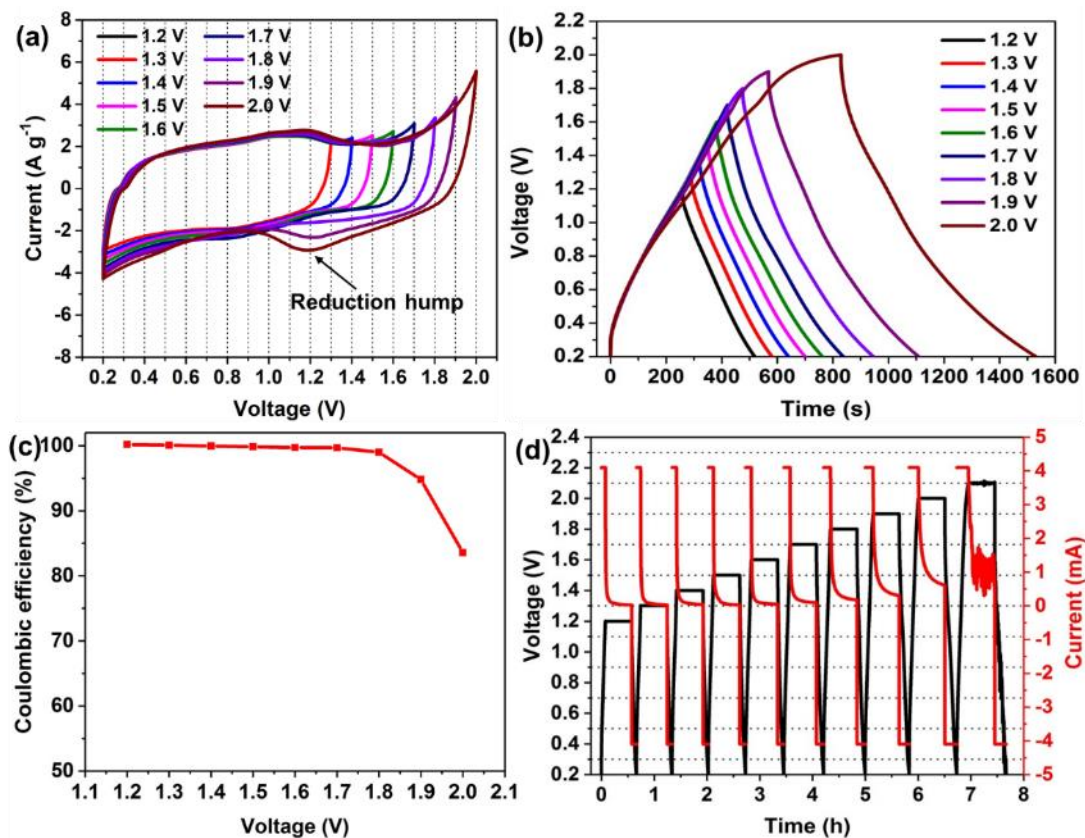 (a)
1.2 V
1.3 V
1.4 V
1.5 V
1.6 V
1.7 V
1.8 V
1.9 V
2.0 V
Reduction hump
Current (A g-1)
8
6
4
2
0
-2
-4
-6
-8
0.2 0.4 0.6 0.8 1.0 1.2 1.4 1.6 1.8 2.0
Voltage (V)
(b)
1.2 V
1.3 V
1.4 V
1.5 V
1.6 V
1.7 V
1.8 V
1.9 V
2.0 V
Voltage (V)
2.2
2.0
1.8
1.6
1.4
1.2
1.0
0.8
0.6
0.4
0.2
0 200 400 600 800 1000 1200 1400 1600
Time (s)
(c)
Coulombic efficiency (%)
100
90
80
70
60
50
1.1 1.2 1.3 1.4 1.5 1.6 1.7 1.8 1.9 2.0 2.1
Voltage (V)
(d)
Voltage (V)
2.4
2.2
2.0
1.8
1.6
1.4
1.2
1.0
0.8
0.6
0.4
0.2
0 1 2 3 4 5 6 7 8
Time (h)
5
4
3
2
1
0
-1
-2
-3
-4
-5
Current (mA)